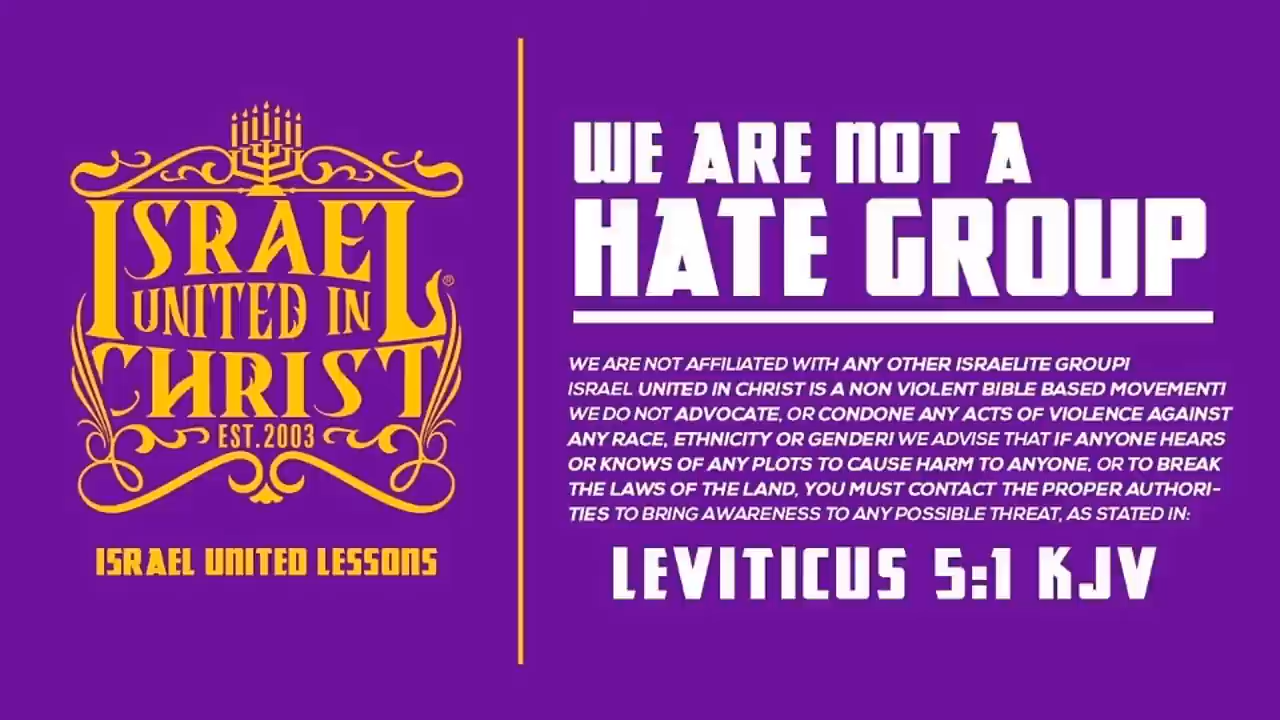 ISRAEL
UNITED IN
CHRIST
®
EST. 2003
ISRAEL UNITED LESSONS
WE ARE NOT A
HATE GROUP
WE ARE NOT AFFILIATED WITH ANY OTHER ISRAELITE GROUP!
ISRAEL UNITED IN CHRIST IS A NON VIOLENT BIBLE BASED MOVEMENT!
WE DO NOT ADVOCATE, OR CONDONE ANY ACTS OF VIOLENCE AGAINST
ANY RACE, ETHNICITY OR GENDER! WE ADVISE THAT IF ANYONE HEARS
OR KNOWS OF ANY PLOTS TO CAUSE HARM TO ANYONE, OR TO BREAK
THE LAWS OF THE LAND, YOU MUST CONTACT THE PROPER AUTHORI-
TIES TO BRING AWARENESS TO ANY POSSIBLE THREAT, AS STATED IN:
LEVITICUS 5:1 KJV